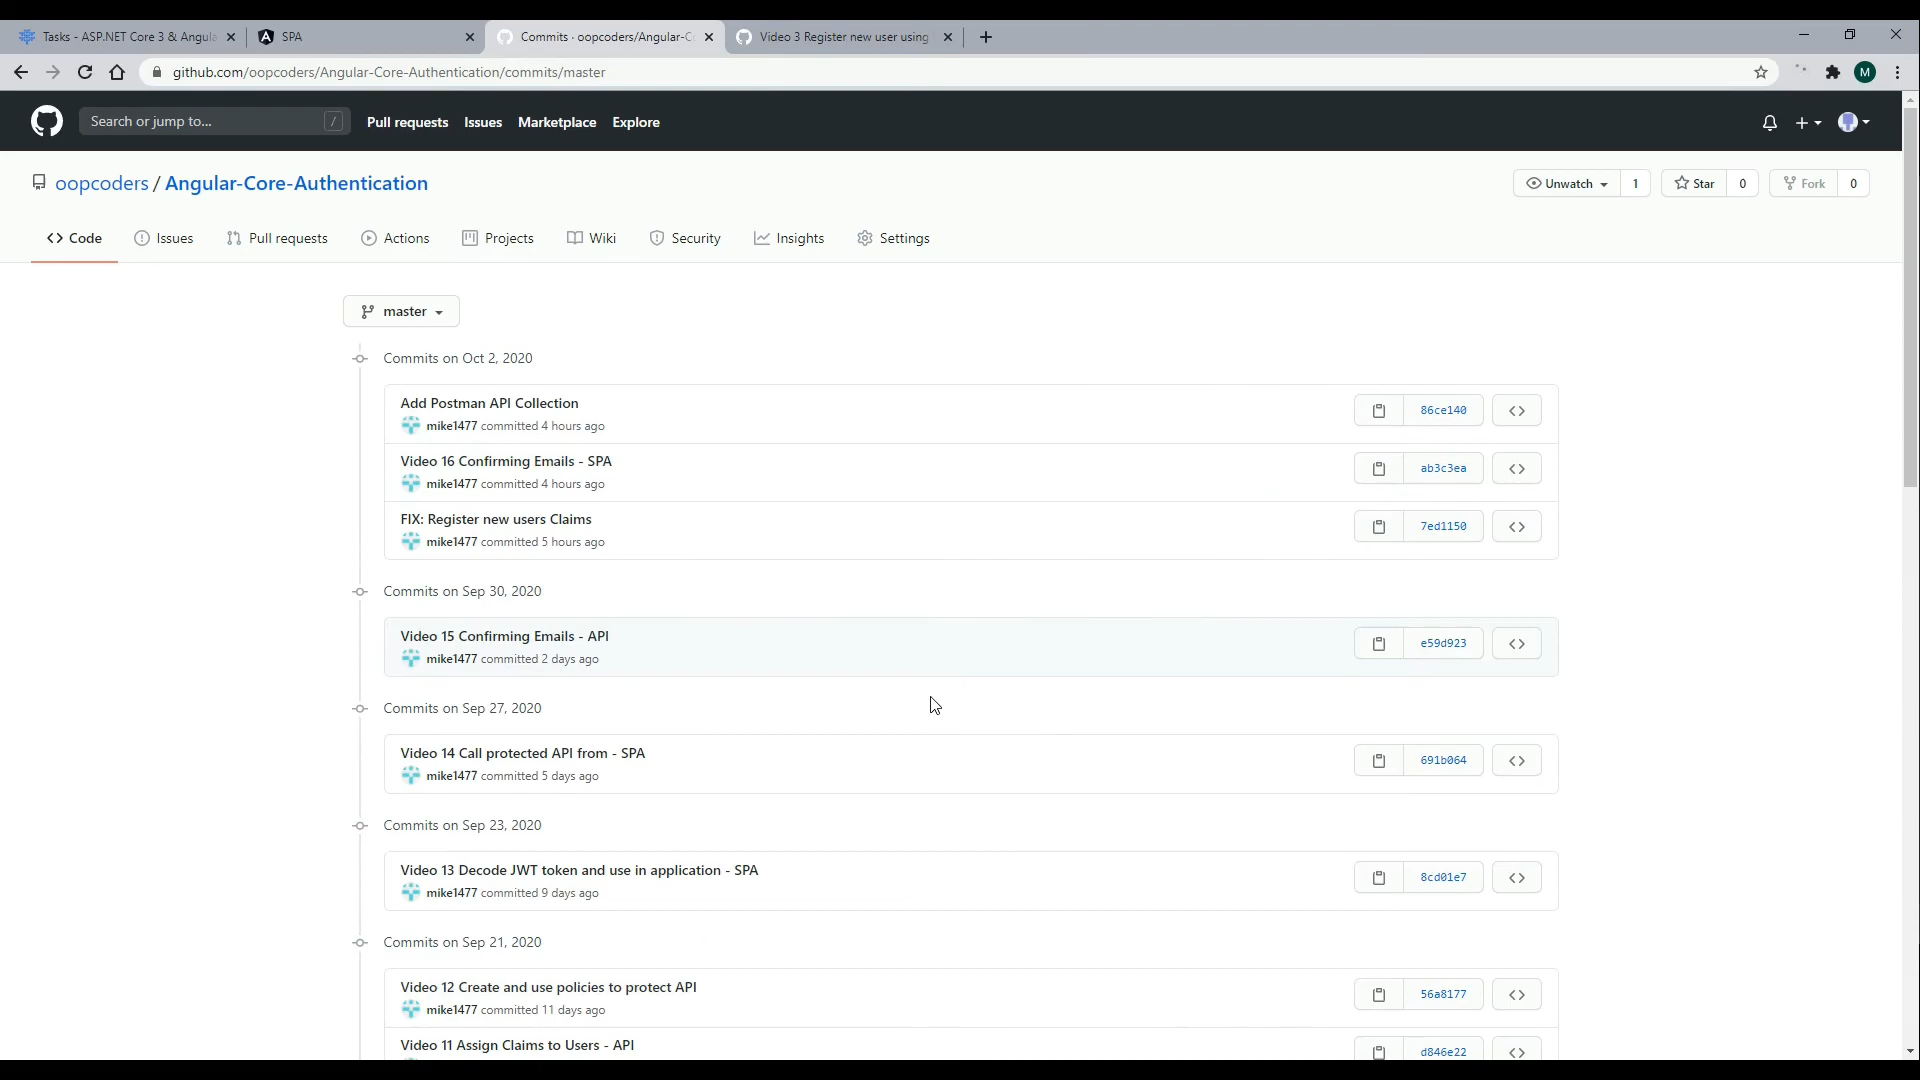 Tasks - ASP.NET Core 3 & Angula
SPA
Commits · oopcoders/Angular-Co
Video 3 Register new user using
github.com/oopcoders/Angular-Core-Authentication/commits/master
M
Search or jump to...
/
Pull requests
Issues
Marketplace
Explore
oopcoders / Angular-Core-Authentication
Unwatch
1
Star
0
Fork
0
Code
Issues
Pull requests
Actions
Projects
Wiki
Security
Insights
Settings
master
Commits on Oct 2, 2020
Add Postman API Collection
86ce140
mike1477 committed 4 hours ago
Video 16 Confirming Emails - SPA
ab3c3ea
mike1477 committed 4 hours ago
FIX: Register new users Claims
7ed1150
mike1477 committed 5 hours ago
Commits on Sep 30, 2020
Video 15 Confirming Emails - API
e59d923
mike1477 committed 2 days ago
Commits on Sep 27, 2020
Video 14 Call protected API from - SPA
691b064
mike1477 committed 5 days ago
Commits on Sep 23, 2020
Video 13 Decode JWT token and use in application - SPA
8cd01e7
mike1477 committed 9 days ago
Commits on Sep 21, 2020
Video 12 Create and use policies to protect API
56a8177
mike1477 committed 11 days ago
Video 11 Assign Claims to Users - API
d846e22